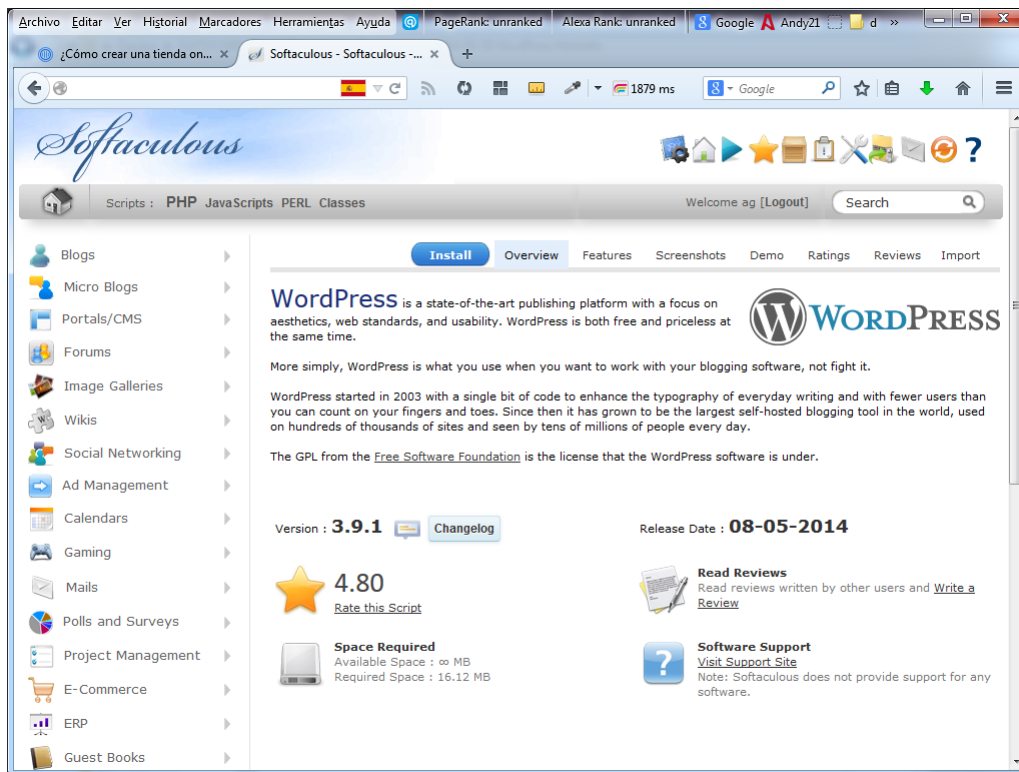 Archivo Editar Ver Historial Marcadores Herramientas Ayuda PageRank: unranked Alexa Rank: unranked Google Andy21 d »
¿Cómo crear una tienda on... × Softaculous - Softaculous -... × +
1879 ms Google
Softaculous
Scripts : PHP JavaScripts PERL Classes Welcome ag [Logout] Search
Install Overview Features Screenshots Demo Ratings Reviews Import
Blogs
Micro Blogs
Portals/CMS
Forums
Image Galleries
Wikis
Social Networking
Ad Management
Calendars
Gaming
Mails
Polls and Surveys
Project Management
E-Commerce
ERP
Guest Books
WordPress is a state-of-the-art publishing platform with a focus on
aesthetics, web standards, and usability. WordPress is both free and priceless at
the same time.
WORDPRESS
More simply, WordPress is what you use when you want to work with your blogging software, not fight it.
WordPress started in 2003 with a single bit of code to enhance the typography of everyday writing and with fewer users than
you can count on your fingers and toes. Since then it has grown to be the largest self-hosted blogging tool in the world, used
on hundreds of thousands of sites and seen by tens of millions of people every day.
The GPL from the Free Software Foundation is the license that the WordPress software is under.
Version : 3.9.1 Changelog Release Date : 08-05-2014
4.80
Rate this Script
Read Reviews
Read reviews written by other users and Write a
Review
Space Required
Available Space : ∞ MB
Required Space : 16.12 MB
Software Support
Visit Support Site
Note: Softaculous does not provide support for any
software.